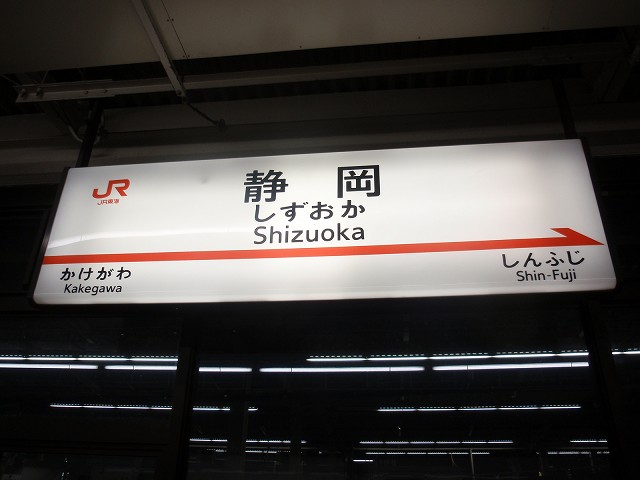 JR
JR東海
静岡
しずおか
Shizuoka
かけがわ
Kakegawa
しんふじ
Shin-Fuji